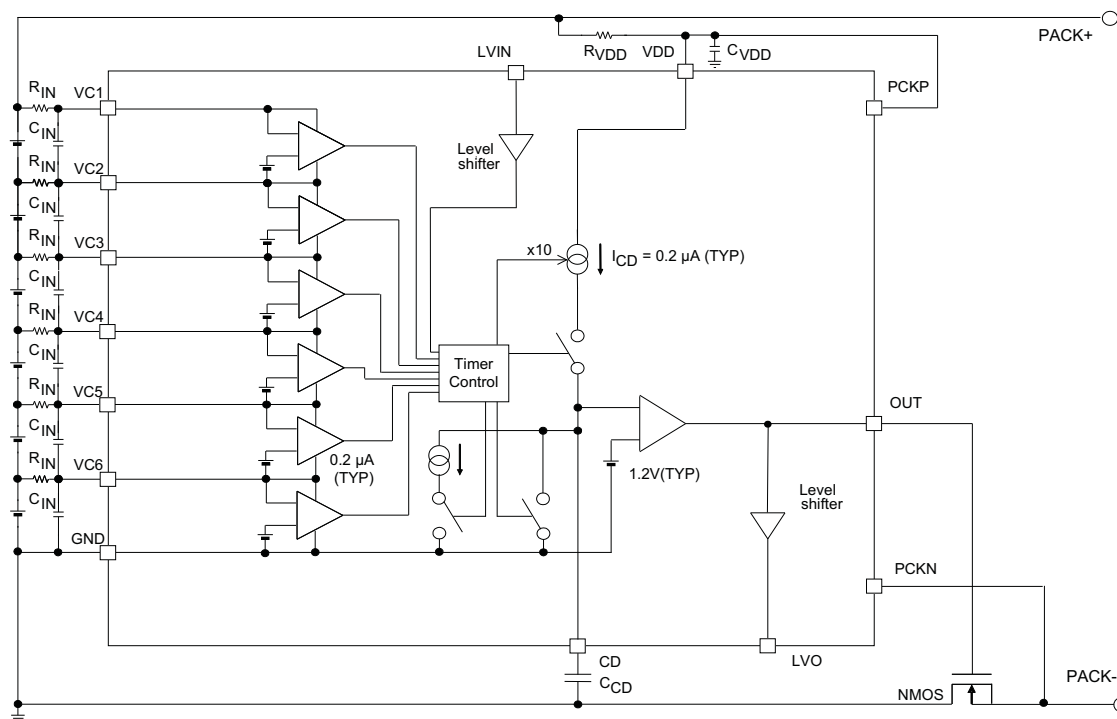 PACK+
RVDD
VDD
CVDD
LVIN
PCKP
RIN
VC1
CIN
Level
shifter
RIN
VC2
CIN
RIN
VC3
x10
ICD = 0.2 µA (TYP)
CIN
RIN
VC4
CIN
Timer
Control
RIN
VC5
OUT
CIN
0.2 µA
(TYP)
1.2V(TYP)
RIN
VC6
Level
shifter
CIN
GND
PCKN
CD
LVO
CCD
NMOS
PACK-